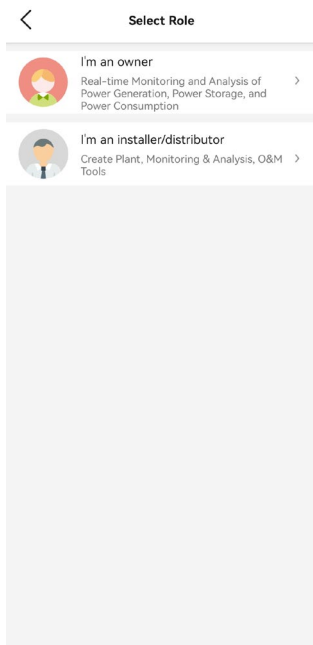 Select Role
I'm an owner
Real-time Monitoring and Analysis of
Power Generation, Power Storage, and
Power Consumption
I'm an installer/distributor
Create Plant, Monitoring & Analysis, O&M
Tools